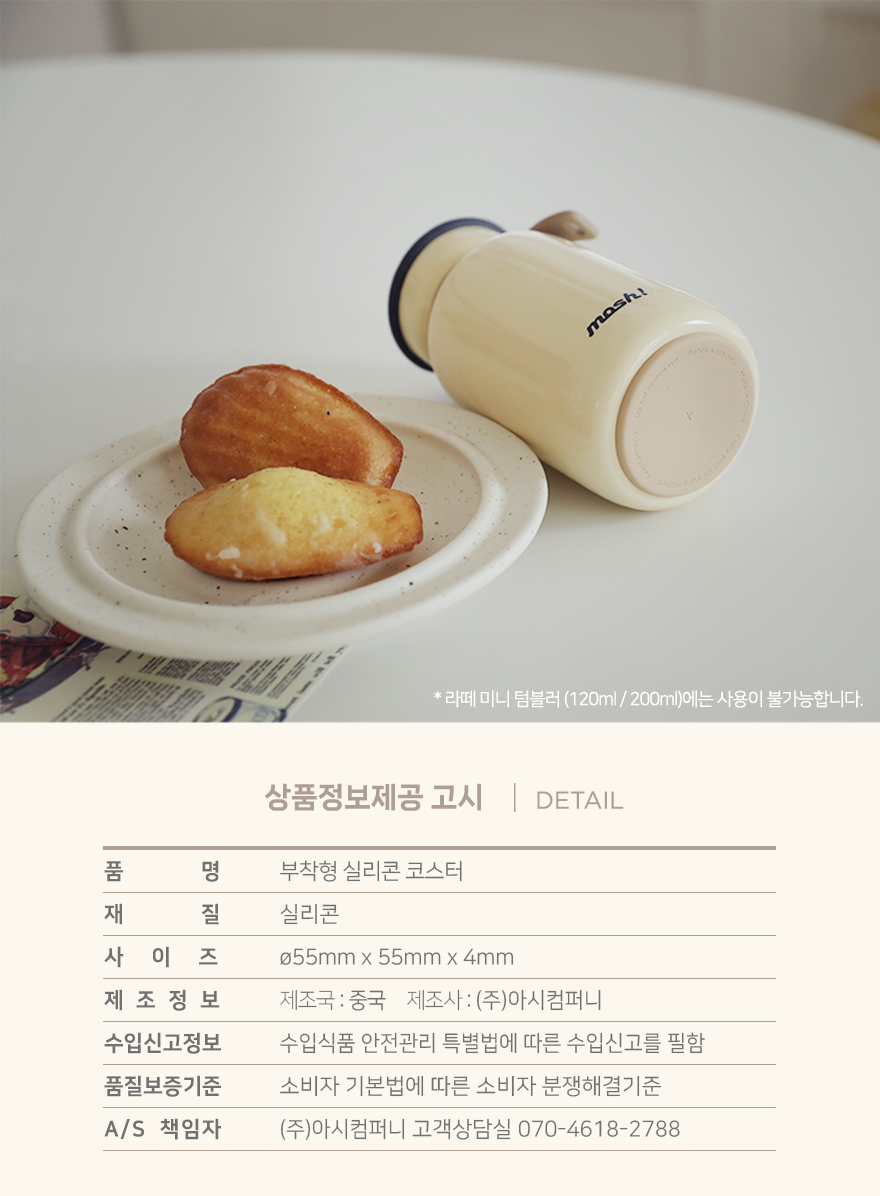 mosh!
* 라떼 미니 텀블러 (120ml / 200ml)에는 사용이 불가능합니다.
상품정보제공 고시 | DETAIL
품 명 부착형 실리콘 코스터
재 질 실리콘
사 이 즈 ø55mm x 55mm x 4mm
제 조 정 보 제조국 : 중국 제조사 : (주)아시컴퍼니
수입신고정보 수입식품 안전관리 특별법에 따른 수입신고를 필함
품질보증기준 소비자 기본법에 따른 소비자 분쟁해결기준
A/S 책임자 (주)아시컴퍼니 고객상담실 070-4618-2788